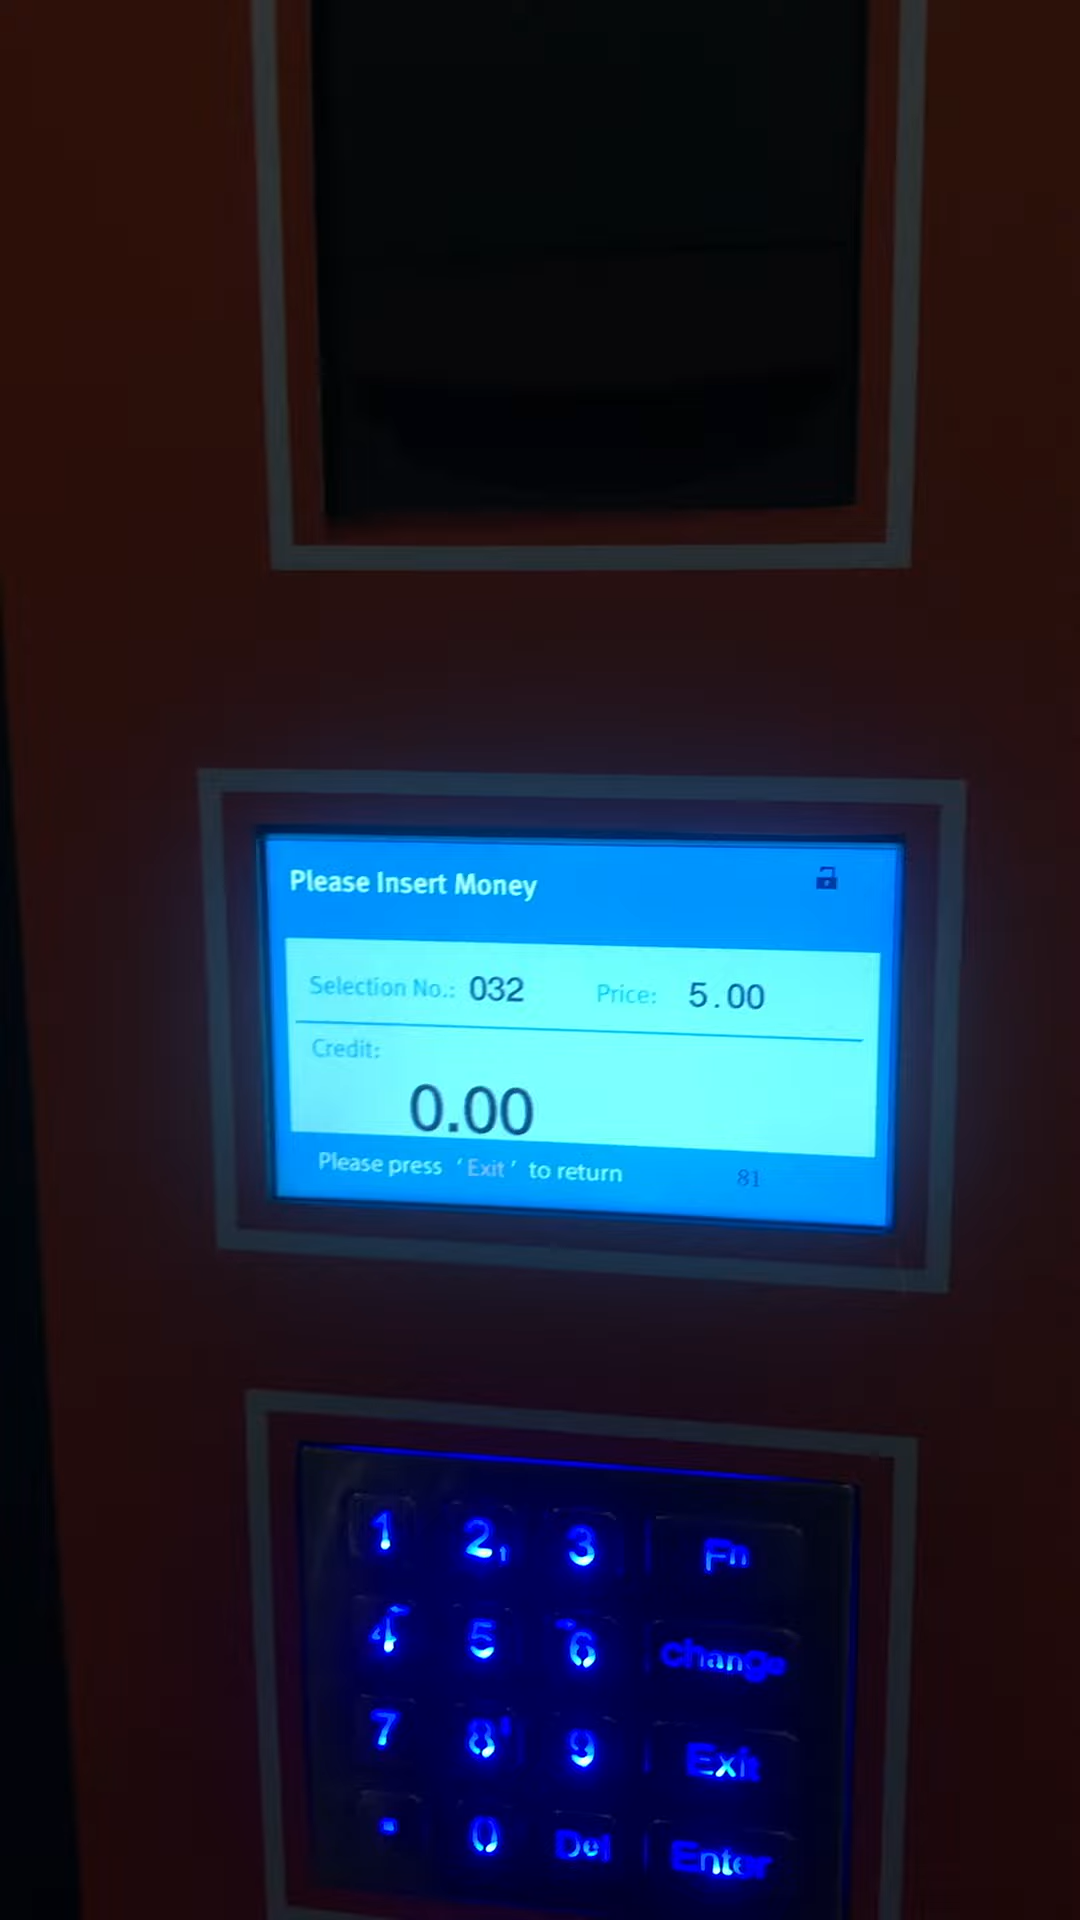 Please Insert Money
Selection No.: 032 Price: 5.00
Credit:
0.00
Please press 'Exit' to return 81
1 2 3 Fn
4 5 6 change
7 8 9 Exit
. 0 Del Enter